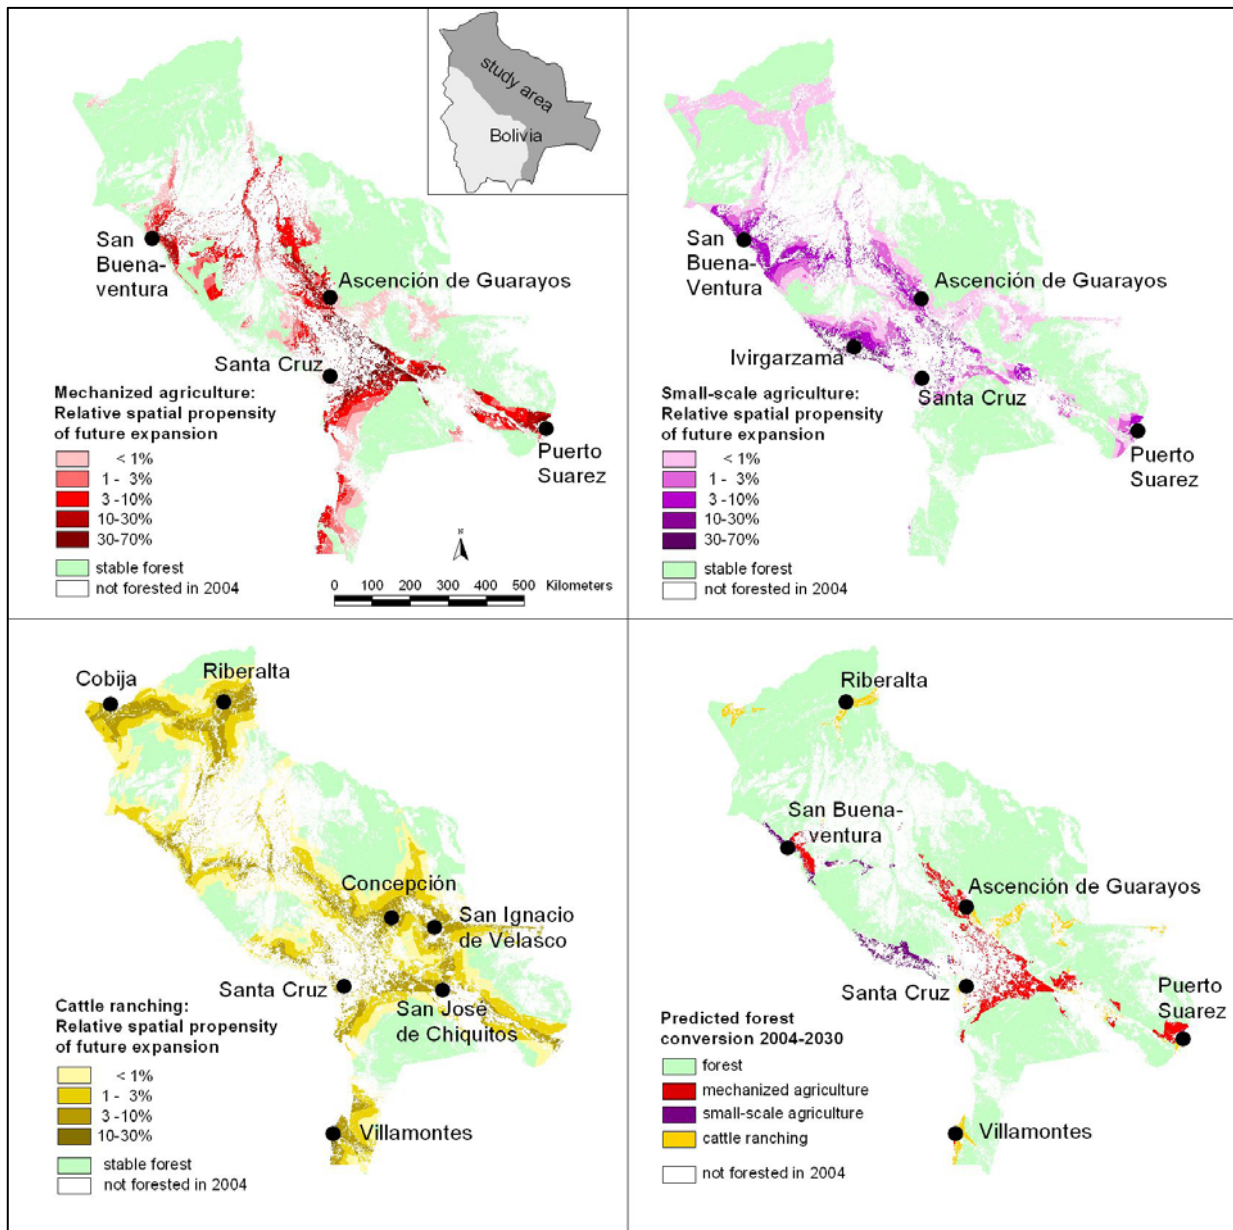 study area
Bolivia
San
Buena-
ventura
Ascención de Guarayos
Santa Cruz
Puerto
Suarez
Mechanized agriculture:
Relative spatial propensity
of future expansion
< 1%
1 - 3%
3 -10%
10-30%
30-70%
stable forest
not forested in 2004
N
0 100 200 300 400 500 Kilometers
San
Buena-
Ventura
Ascención de Guarayos
Ivirgarzama
Santa Cruz
Puerto
Suarez
Small-scale agriculture:
Relative spatial propensity
of future expansion
< 1%
1 - 3%
3 -10%
10-30%
30-70%
stable forest
not forested in 2004
Cobija
Riberalta
Concepción
San Ignacio
de Velasco
Santa Cruz
San José
de Chiquitos
Villamontes
Cattle ranching:
Relative spatial propensity
of future expansion
< 1%
1 - 3%
3 -10%
10-30%
stable forest
not forested in 2004
Riberalta
San Buena-
ventura
Ascención de Guarayos
Santa Cruz
Puerto
Suarez
Villamontes
Predicted forest
conversion 2004-2030
forest
mechanized agriculture
small-scale agriculture
cattle ranching
not forested in 2004